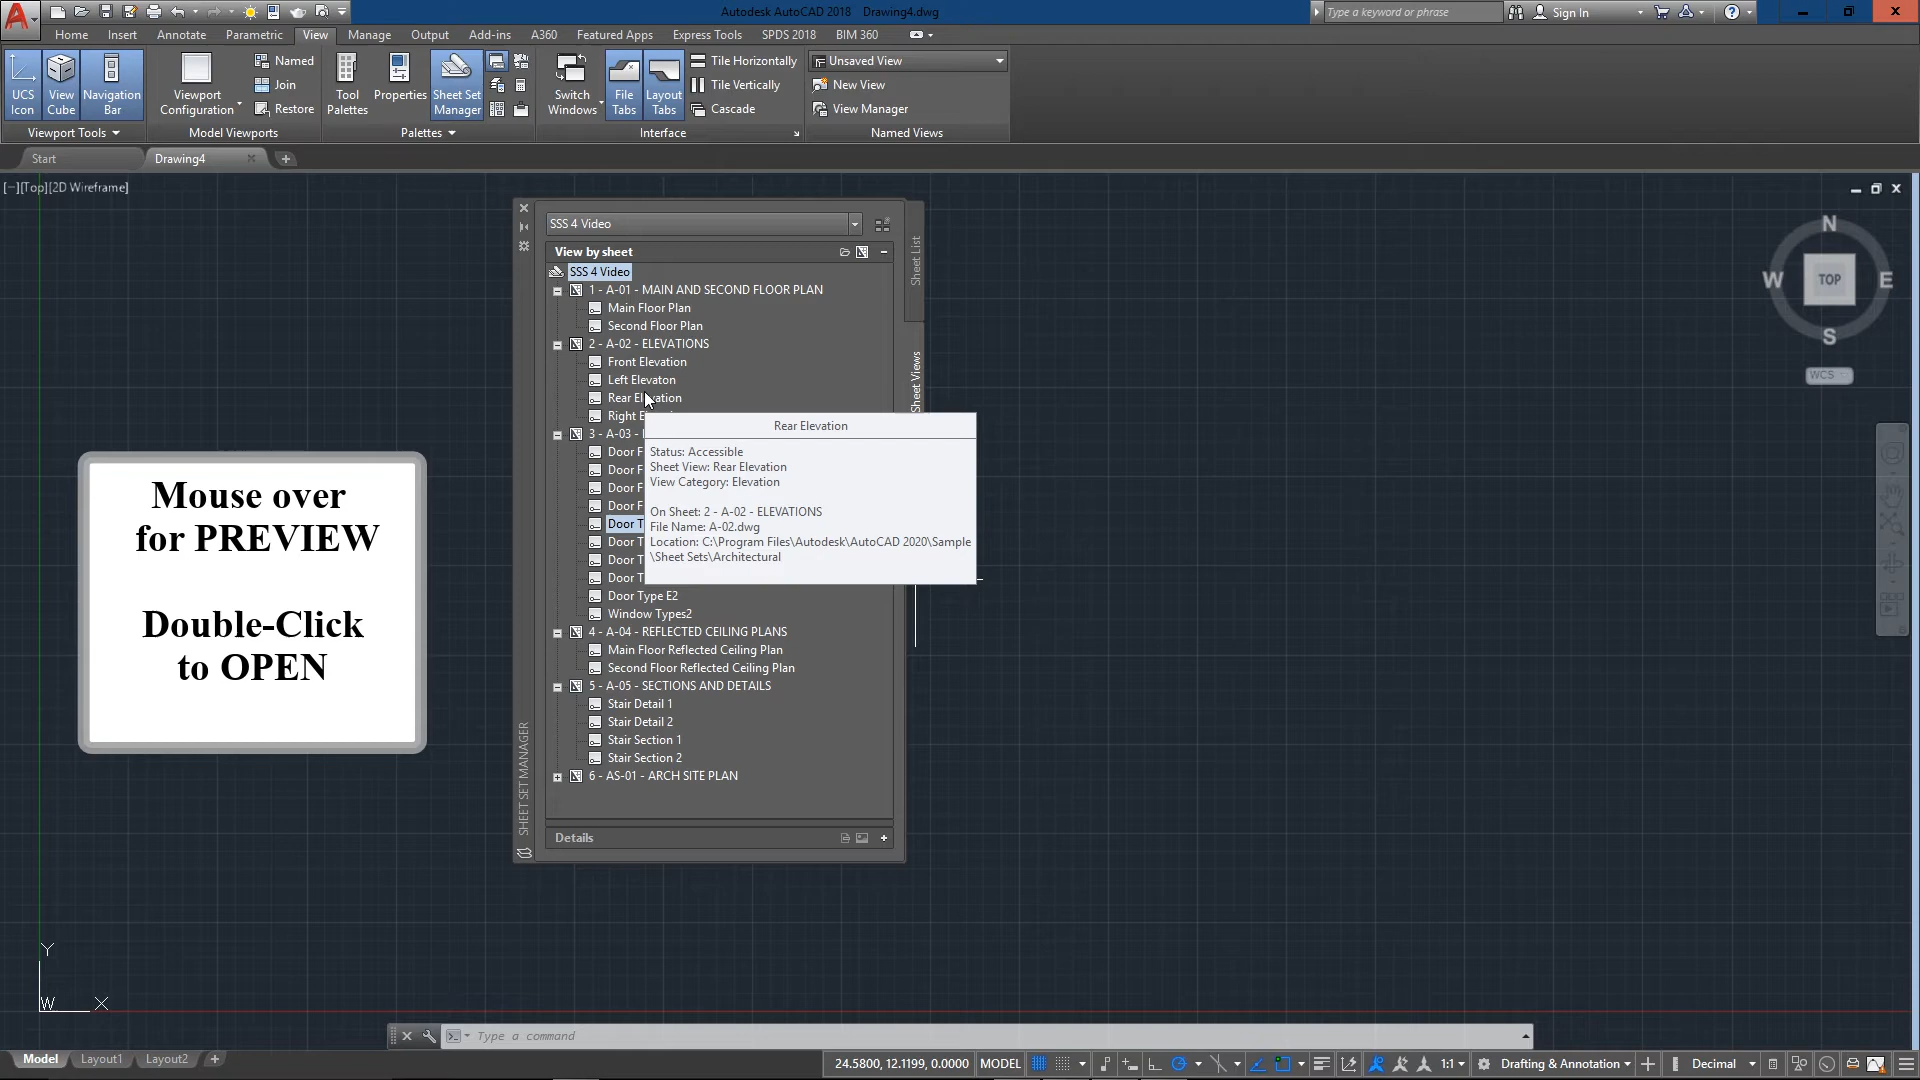 Autodesk AutoCAD 2018 Drawing4.dwg
Type a keyword or phrase
Sign In
Home Insert Annotate Parametric View Manage Output Add-ins A360 Featured Apps Express Tools SPDS 2018 BIM 360
UCS Icon
View Cube
Navigation Bar
Viewport Tools
Viewport Configuration
Named
Join
Restore
Model Viewports
Tool Palettes
Properties
Sheet Set Manager
Palettes
Switch Windows
File Tabs
Layout Tabs
Tile Horizontally
Tile Vertically
Cascade
Interface
Unsaved View
New View
View Manager
Named Views
Start
Drawing4
[−][Top][2D Wireframe]
SSS 4 Video
View by sheet
SSS 4 Video
1 - A-01 - MAIN AND SECOND FLOOR PLAN
Main Floor Plan
Second Floor Plan
2 - A-02 - ELEVATIONS
Front Elevation
Left Elevaton
Rear Elevation
Right E
3 - A-03 -
Door F
Door F
Door F
Door F
Door T
Door T
Door T
Door T
Door Type E2
Window Types2
4 - A-04 - REFLECTED CEILING PLANS
Main Floor Reflected Ceiling Plan
Second Floor Reflected Ceiling Plan
5 - A-05 - SECTIONS AND DETAILS
Stair Detail 1
Stair Detail 2
Stair Section 1
Stair Section 2
6 - AS-01 - ARCH SITE PLAN
Details
SHEET SET MANAGER
Sheet List
Sheet Views
Rear Elevation
Status: Accessible
Sheet View: Rear Elevation
View Category: Elevation
On Sheet: 2 - A-02 - ELEVATIONS
File Name: A-02.dwg
Location: C:\Program Files\Autodesk\AutoCAD 2020\Sample
\Sheet Sets\Architectural
Mouse over
for PREVIEW
Double-Click
to OPEN
N
W TOP E
S
WCS
Y
W X
Type a command
Model Layout1 Layout2
24.5800, 12.1199, 0.0000 MODEL 1:1 Drafting & Annotation Decimal